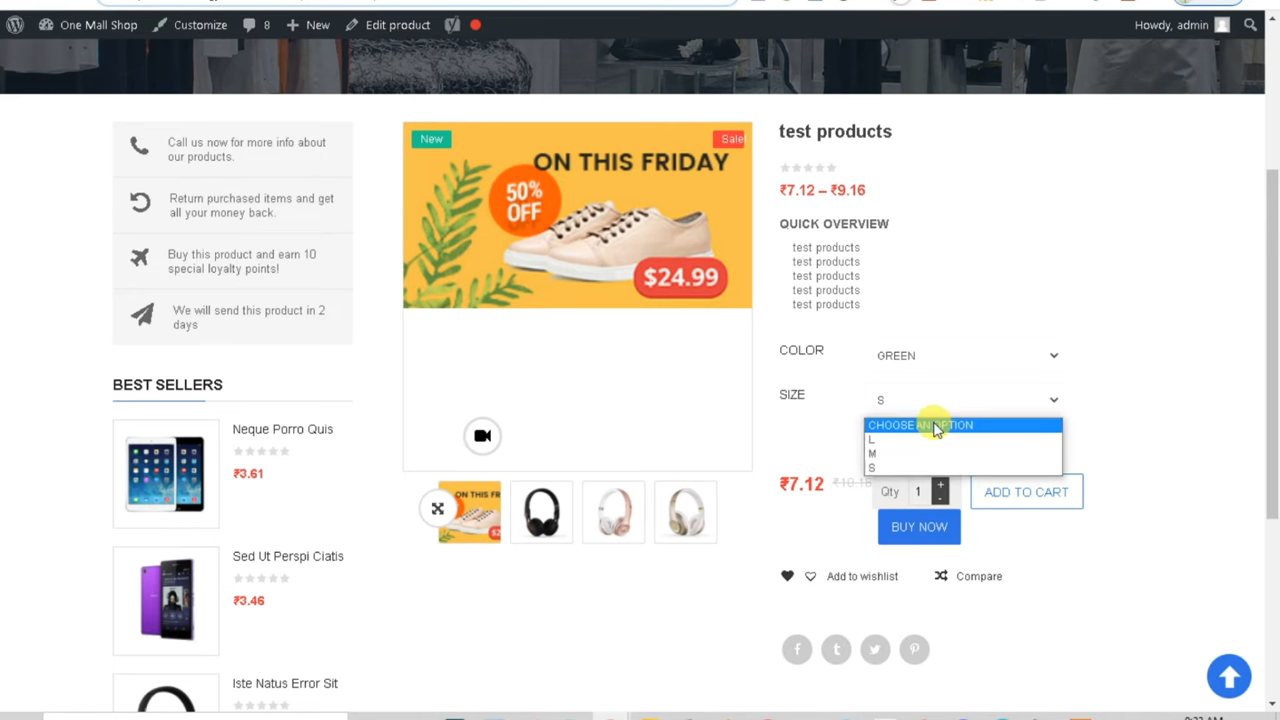 One Mall Shop
Customize
8
New
Edit product
Howdy, admin
Call us now for more info about
our products.
Return purchased items and get
all your money back.
Buy this product and earn 10
special loyalty points!
We will send this product in 2
days
BEST SELLERS
Neque Porro Quis
₹3.61
Sed Ut Perspi Ciatis
₹3.46
Iste Natus Error Sit
New
Sale!
ON THIS FRIDAY
50%
OFF
$24.99
ON THIS FR
test products
₹7.12 – ₹9.16
QUICK OVERVIEW
test products
test products
test products
test products
test products
COLOR
GREEN
SIZE
S
CHOOSE AN OPTION
L
M
S
₹7.12
₹10.18
Qty
1
+
-
ADD TO CART
BUY NOW
Add to wishlist
Compare